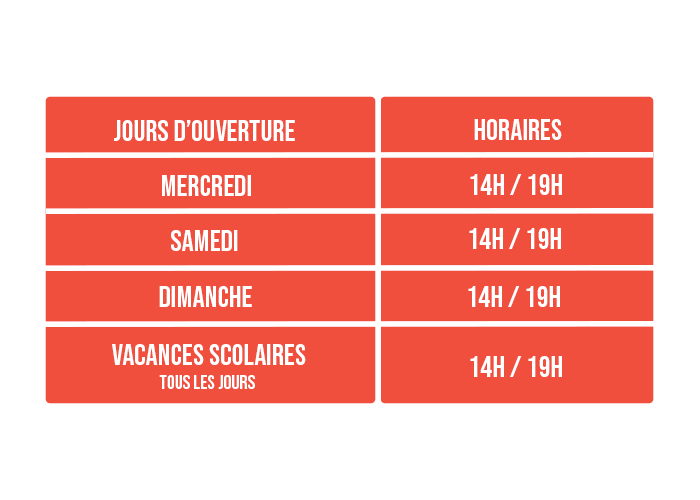 JOURS D'OUVERTURE HORAIRES
MERCREDI 14H / 19H
SAMEDI 14H / 19H
DIMANCHE 14H / 19H
VACANCES SCOLAIRES 14H / 19H
TOUS LES JOURS